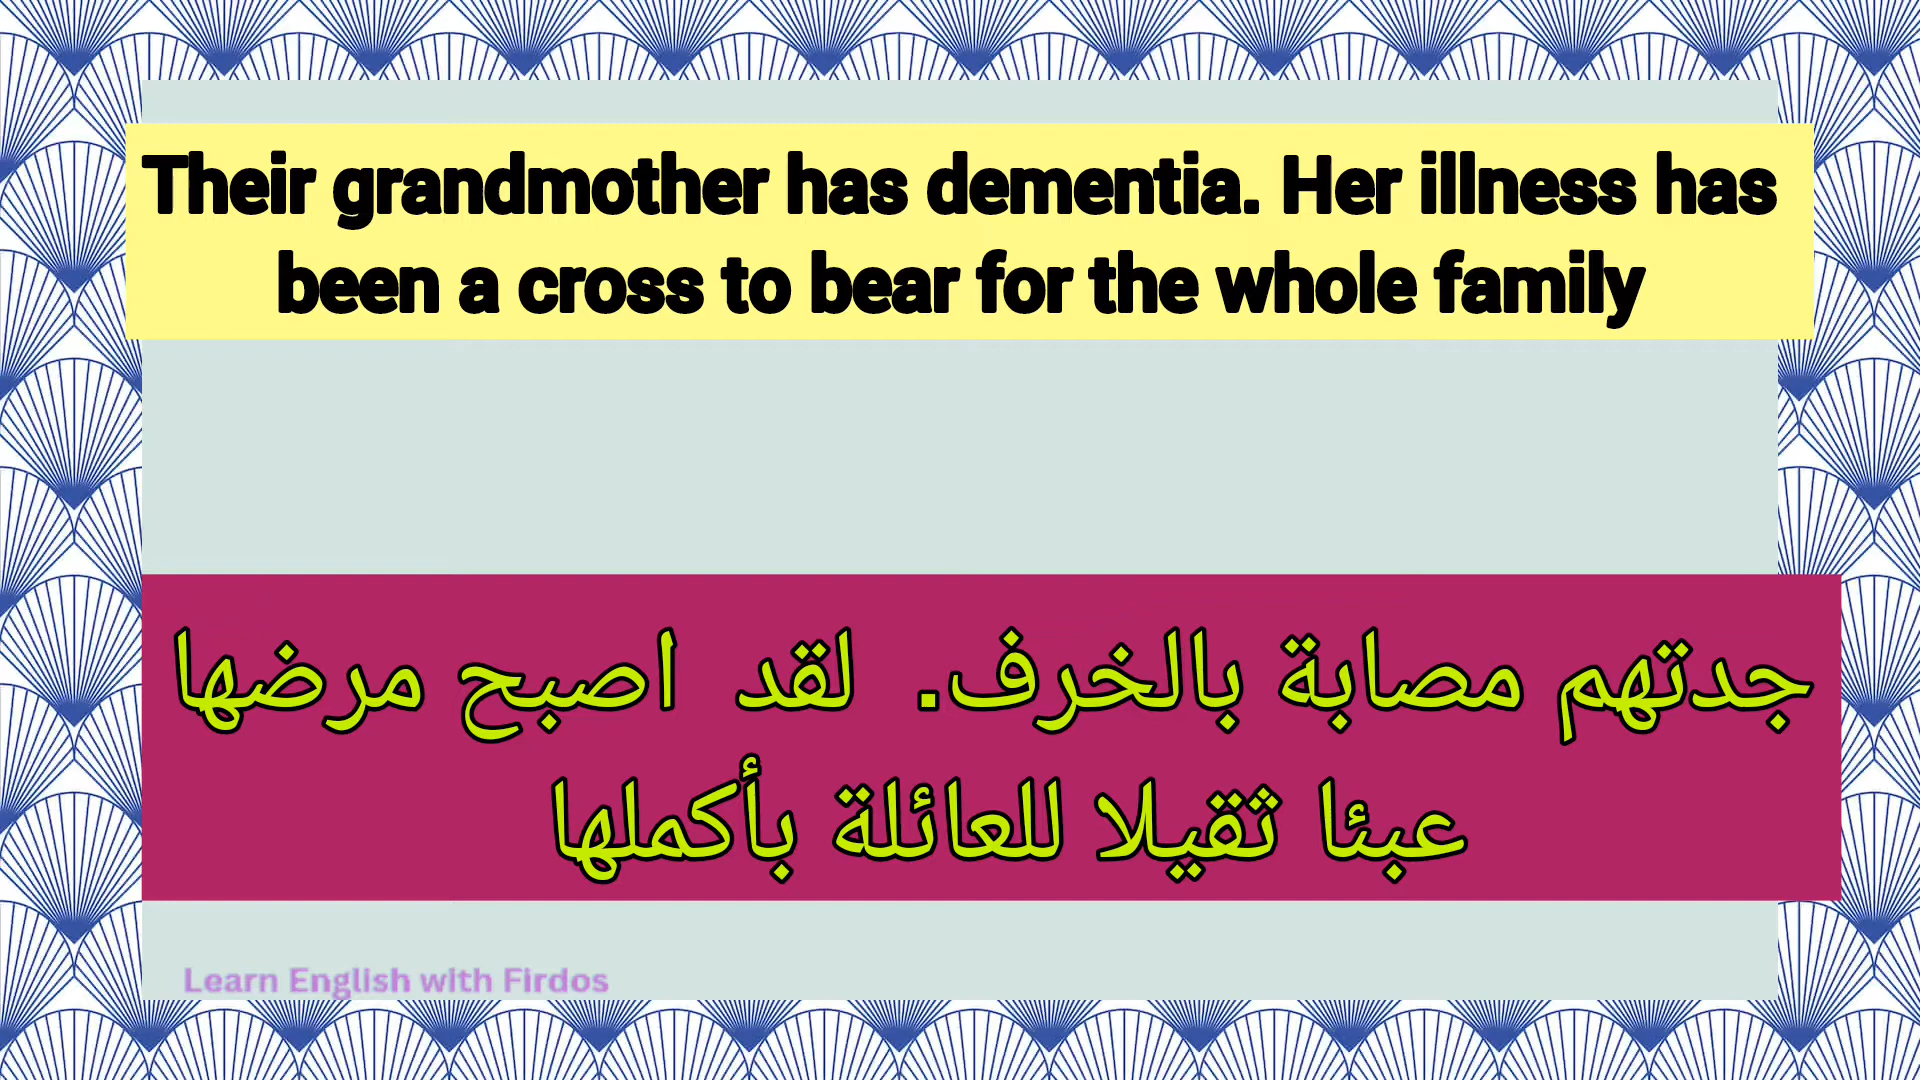 Their grandmother has dementia. Her illness has
been a cross to bear for the whole family
جدتهم مصابة بالخرف. لقد اصبح مرضها
عبئا ثقيلا للعائلة بأكملها
Learn English with Firdos